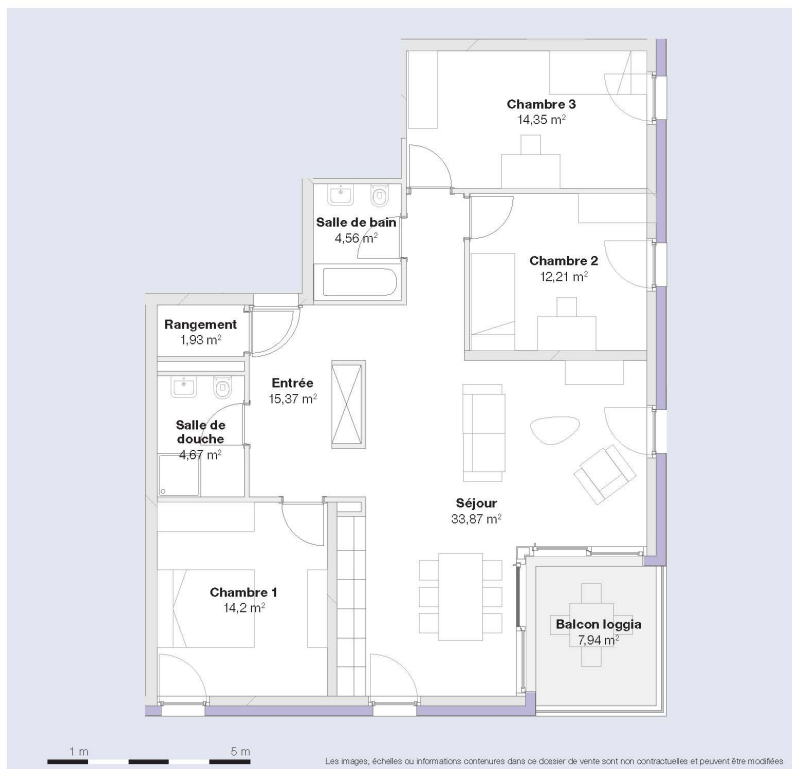 Chambre 3
14,35 m²
Salle de bain
4,56 m²
Chambre 2
12,21 m²
Rangement
1,93 m²
Entrée
15,37 m²
Salle de
douche
4,67 m²
Séjour
33,87 m²
Chambre 1
14,2 m²
Balcon loggia
7,94 m²
1 m
5 m
Les images, échelles ou informations contenues dans ce dossier de vente sont non contractuelles et peuvent être modifiées